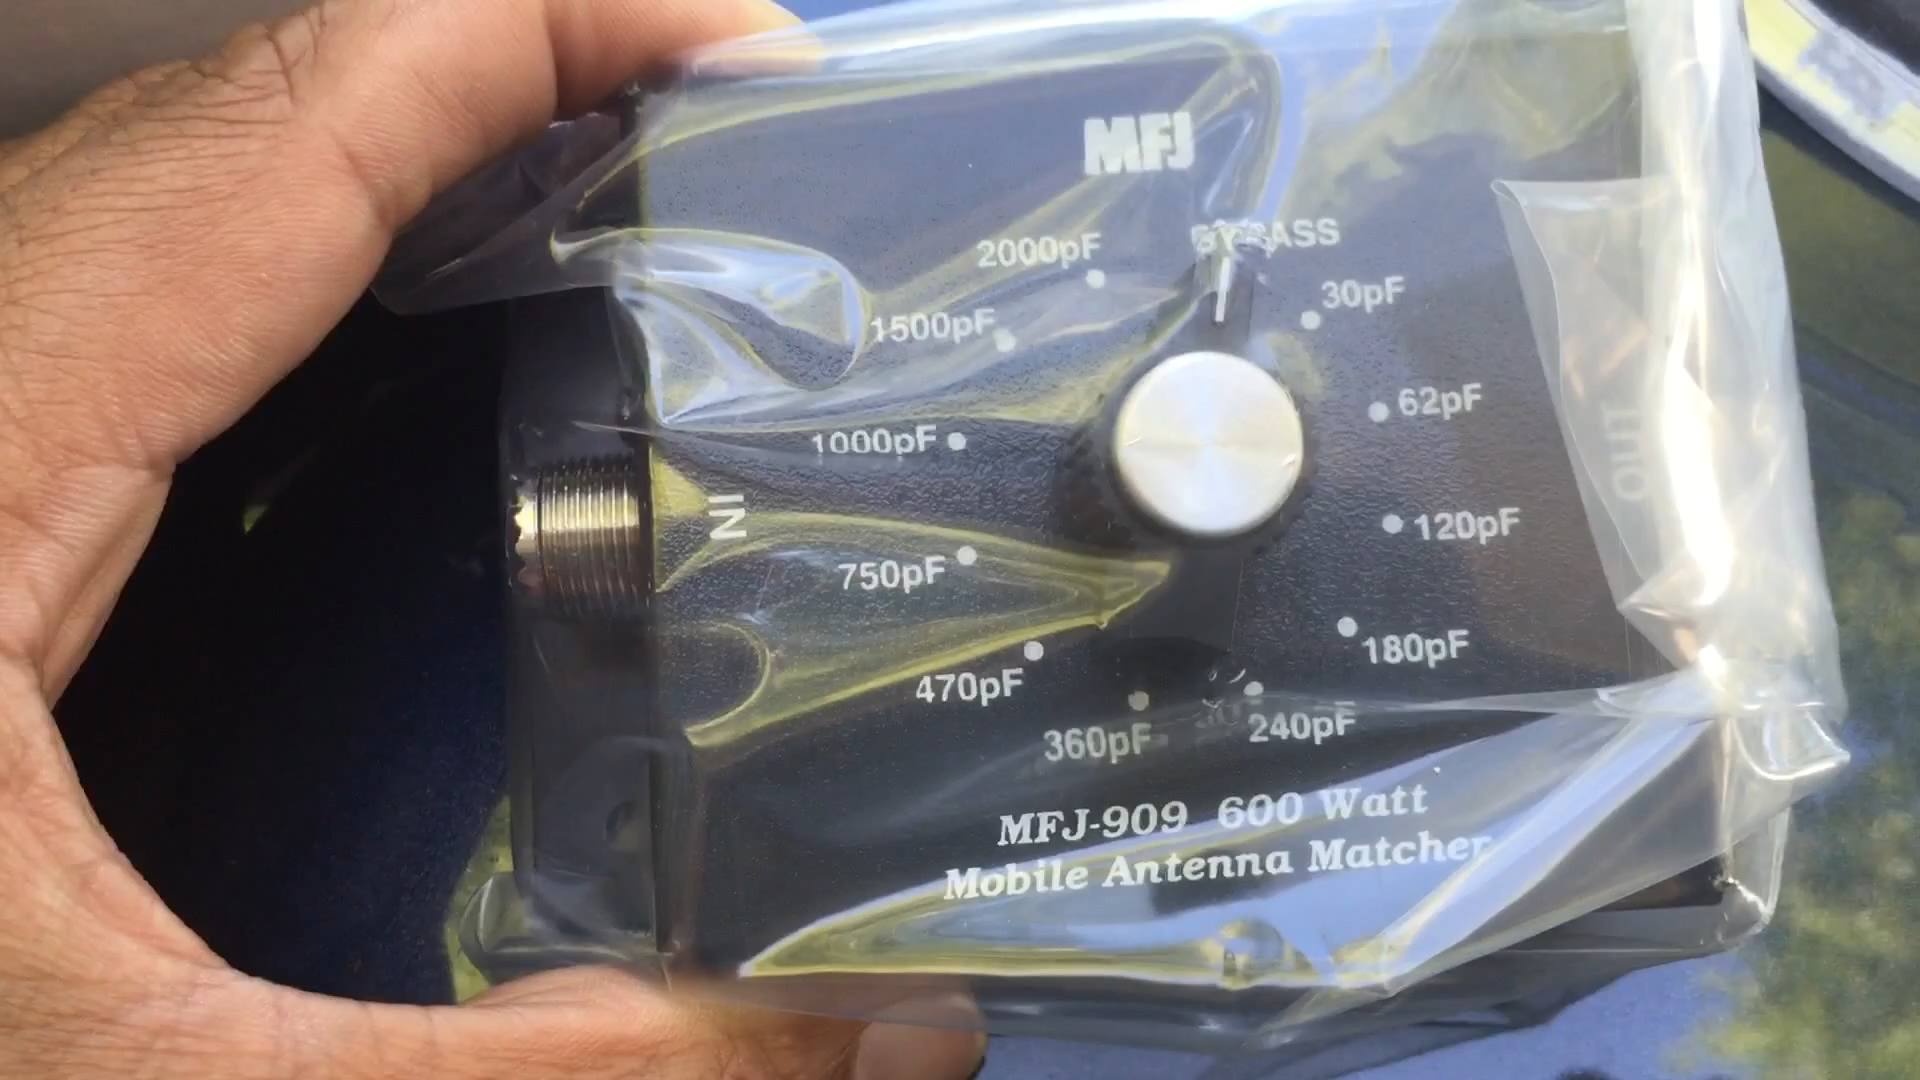 MFJ
BYPASS
2000pF
30pF
1500pF
62pF
1000pF
IN
OUT
120pF
750pF
180pF
470pF
240pF
360pF
MFJ-909 600 Watt
Mobile Antenna Matcher